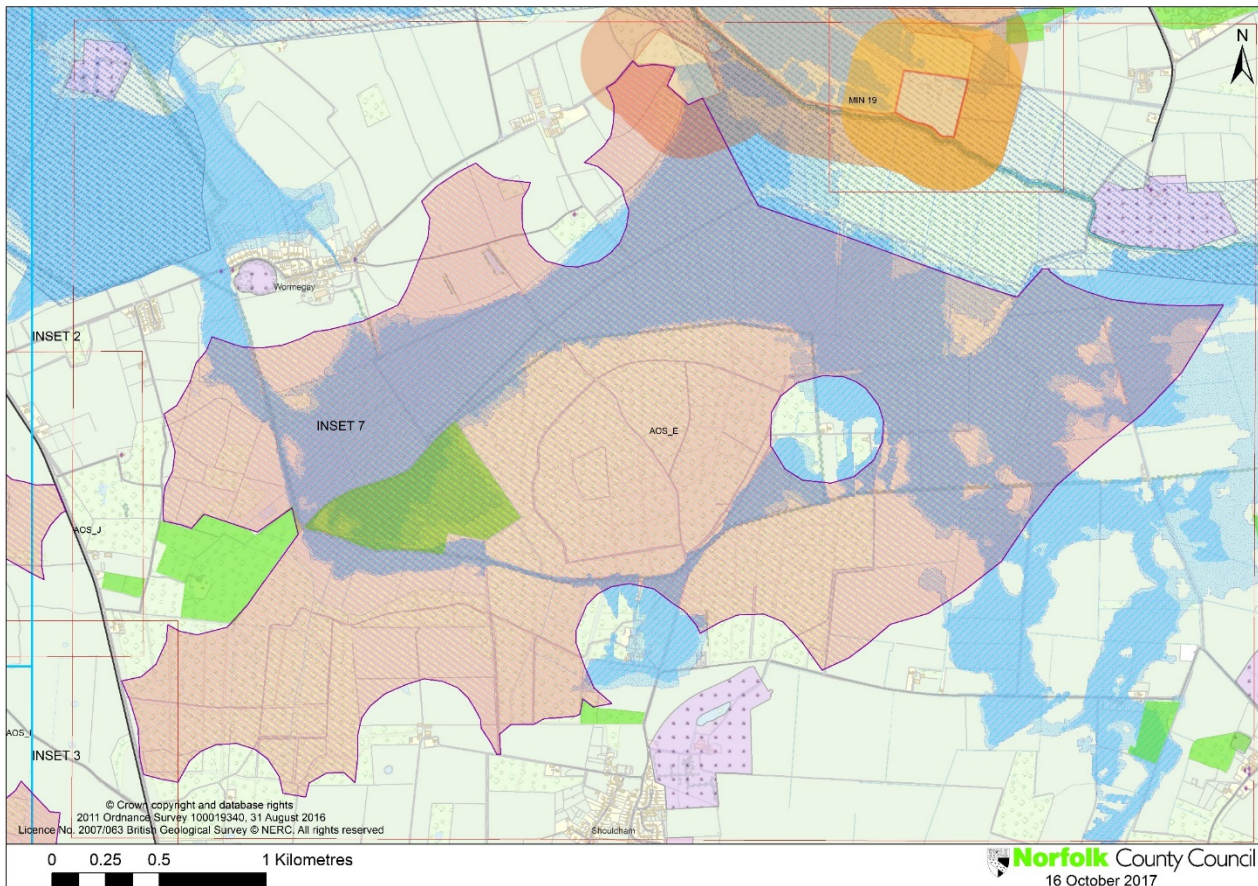 N
MIN 19
Wormegay
INSET 2
INSET 7
AOS_E
AOS_J
AOS_I
INSET 3
© Crown copyright and database rights
2011 Ordnance Survey 100019340, 31 August 2016
Licence No. 2007/063 British Geological Survey © NERC. All rights reserved
Shouldham
0 0.25 0.5 1 Kilometres
Norfolk County Council
16 October 2017